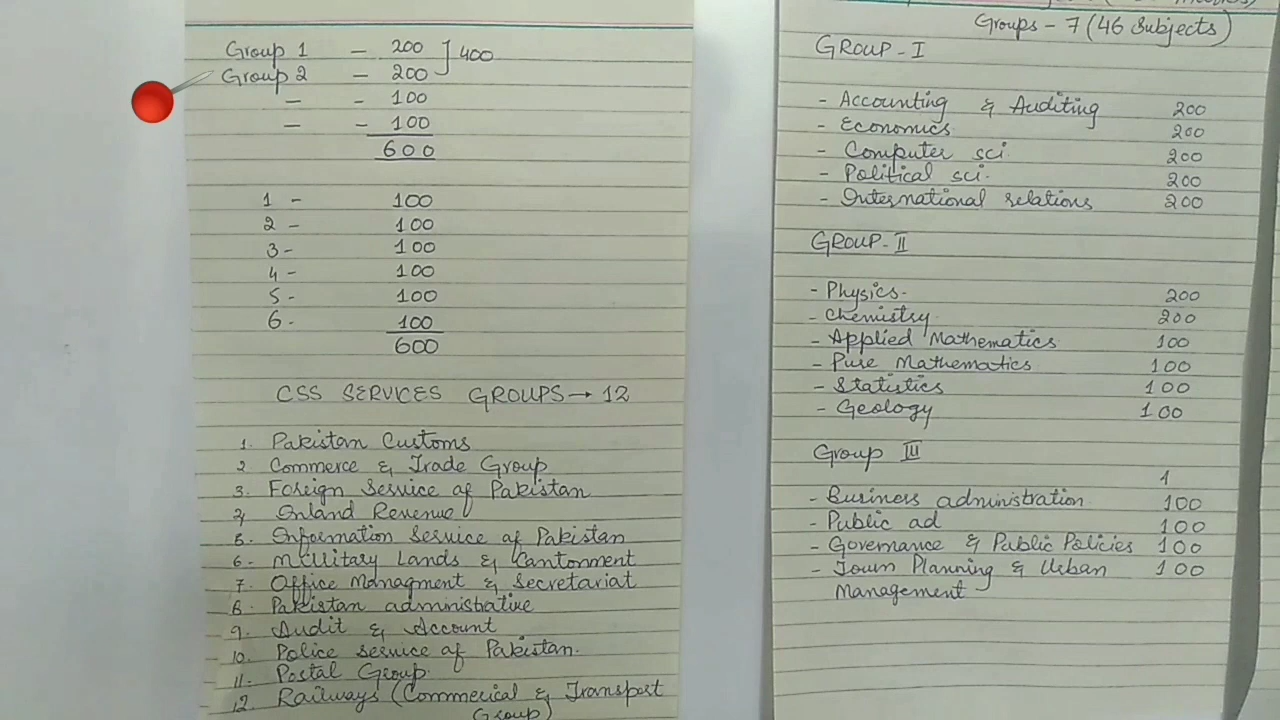 Group 1 - 200 ] 400
Group 2 - 200
- - 100
- - 100
600
1 - 100
2 - 100
3 - 100
4 - 100
5 - 100
6 - 100
600
CSS SERVICES GROUPS → 12
1. Pakistan Customs
2 Commerce & Trade Group
3. Foreign Service of Pakistan
4 Inland Revenue
5. Information Service of Pakistan
6 - Millitary Lands & Cantonment
7. Office Managment & Secretariat
8. Pakistan administrative
9. Audit & Account
10. Police Service of Pakistan.
11. Postal Group.
12. Railways (Commerical & Transport
Group)
Groups - 7 (46 Subjects)
GROUP - I
- Accounting & Auditing 200
- Economics 200
- Computer sci. 200
- Political sci. 200
- International relations 200
GROUP - II
- Physics - 200
- Chemistry 200
- Applied Mathematics 100
- Pure Mathematics 100
- Statistics 100
- Geology 100
Group III
1
- Business administration 100
- Public ad 100
- Governance & Public Policies 100
- Town Planning & Urban 100
Management